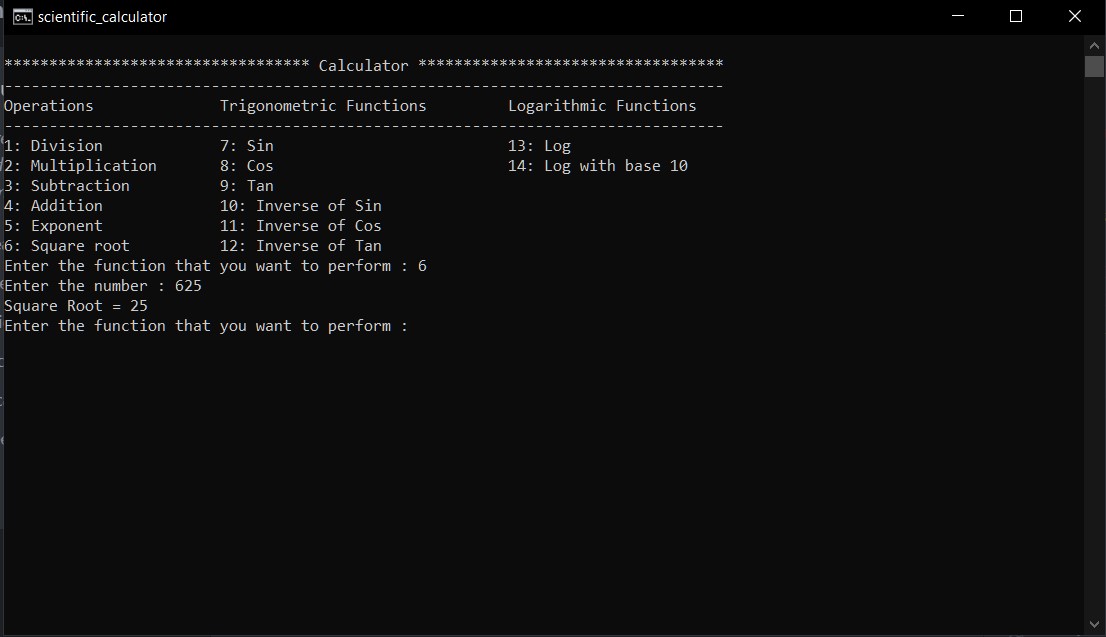 scientific_calculator
********************************** Calculator **********************************
--------------------------------------------------------------------------------
Operations              Trigonometric Functions         Logarithmic Functions
--------------------------------------------------------------------------------
1: Division             7: Sin                          13: Log
2: Multiplication       8: Cos                          14: Log with base 10
3: Subtraction          9: Tan
4: Addition             10: Inverse of Sin
5: Exponent             11: Inverse of Cos
6: Square root          12: Inverse of Tan
Enter the function that you want to perform : 6
Enter the number : 625
Square Root = 25
Enter the function that you want to perform :